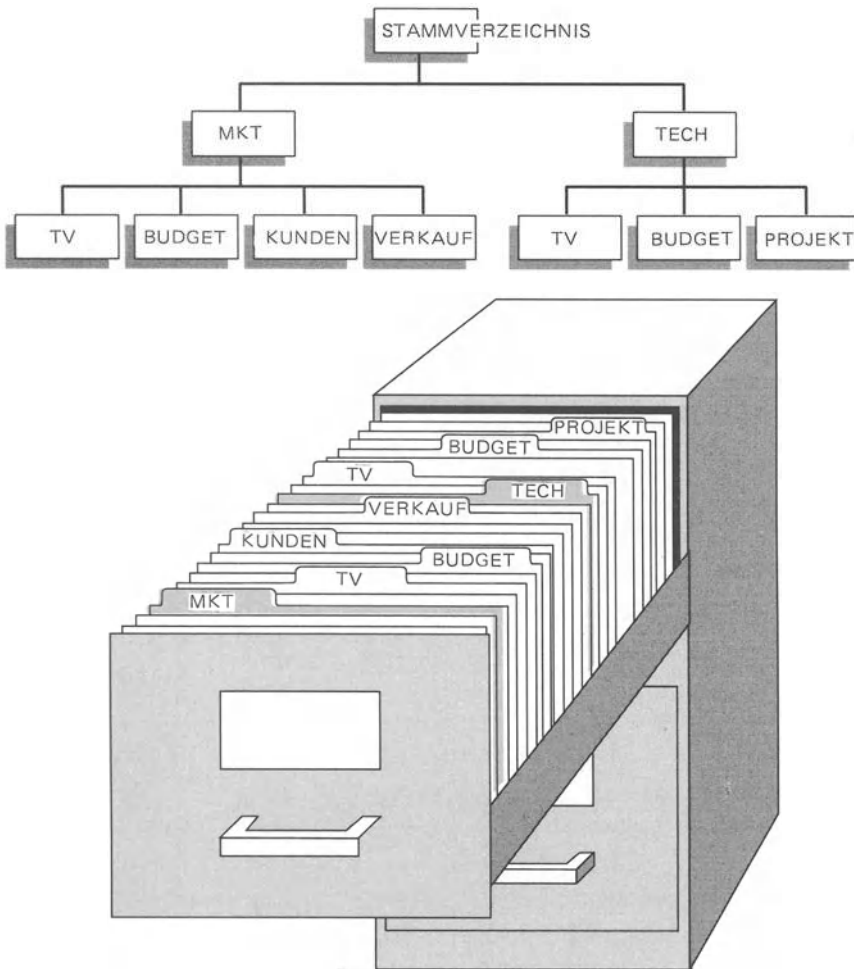 STAMMVERZEICHNIS
MKT TECH
TV BUDGET KUNDEN VERKAUF TV BUDGET PROJEKT
PROJEKT
BUDGET
TV
TECH
VERKAUF
KUNDEN
BUDGET
TV
MKT